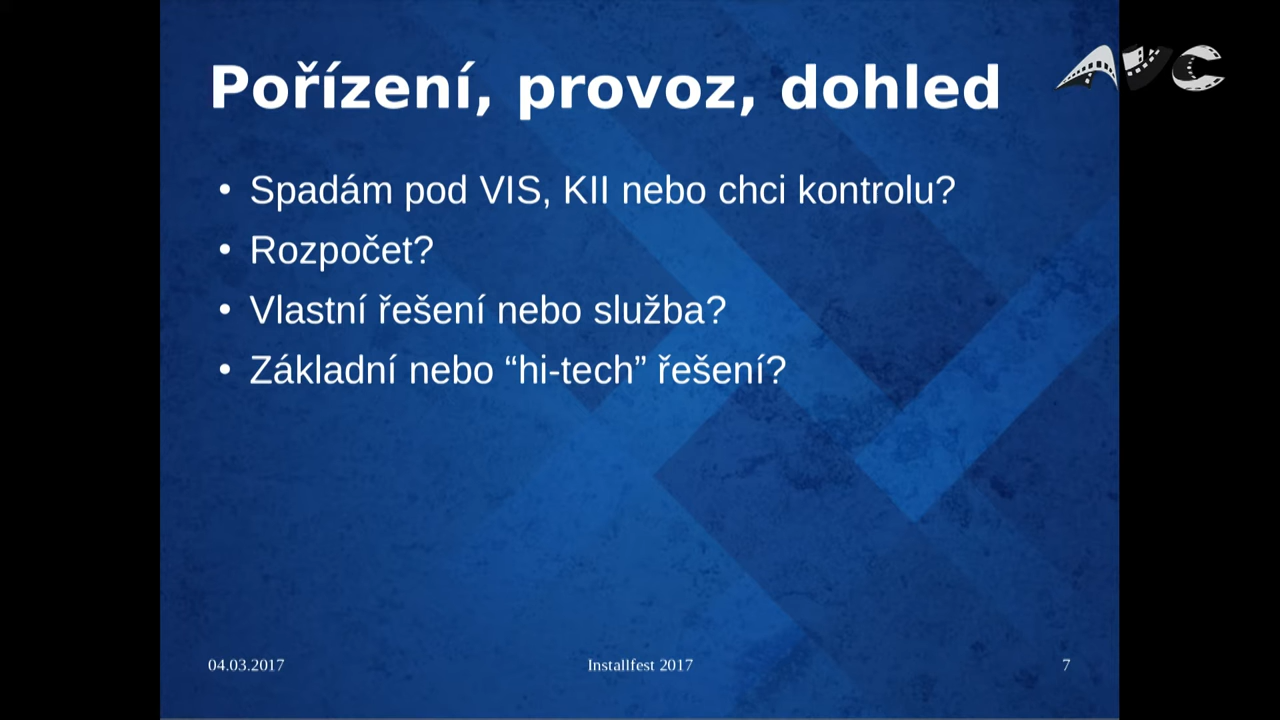 Pořízení, provoz, dohled
AVC
• Spadám pod VIS, KII nebo chci kontrolu?
• Rozpočet?
• Vlastní řešení nebo služba?
• Základní nebo “hi-tech” řešení?
04.03.2017
Installfest 2017
7